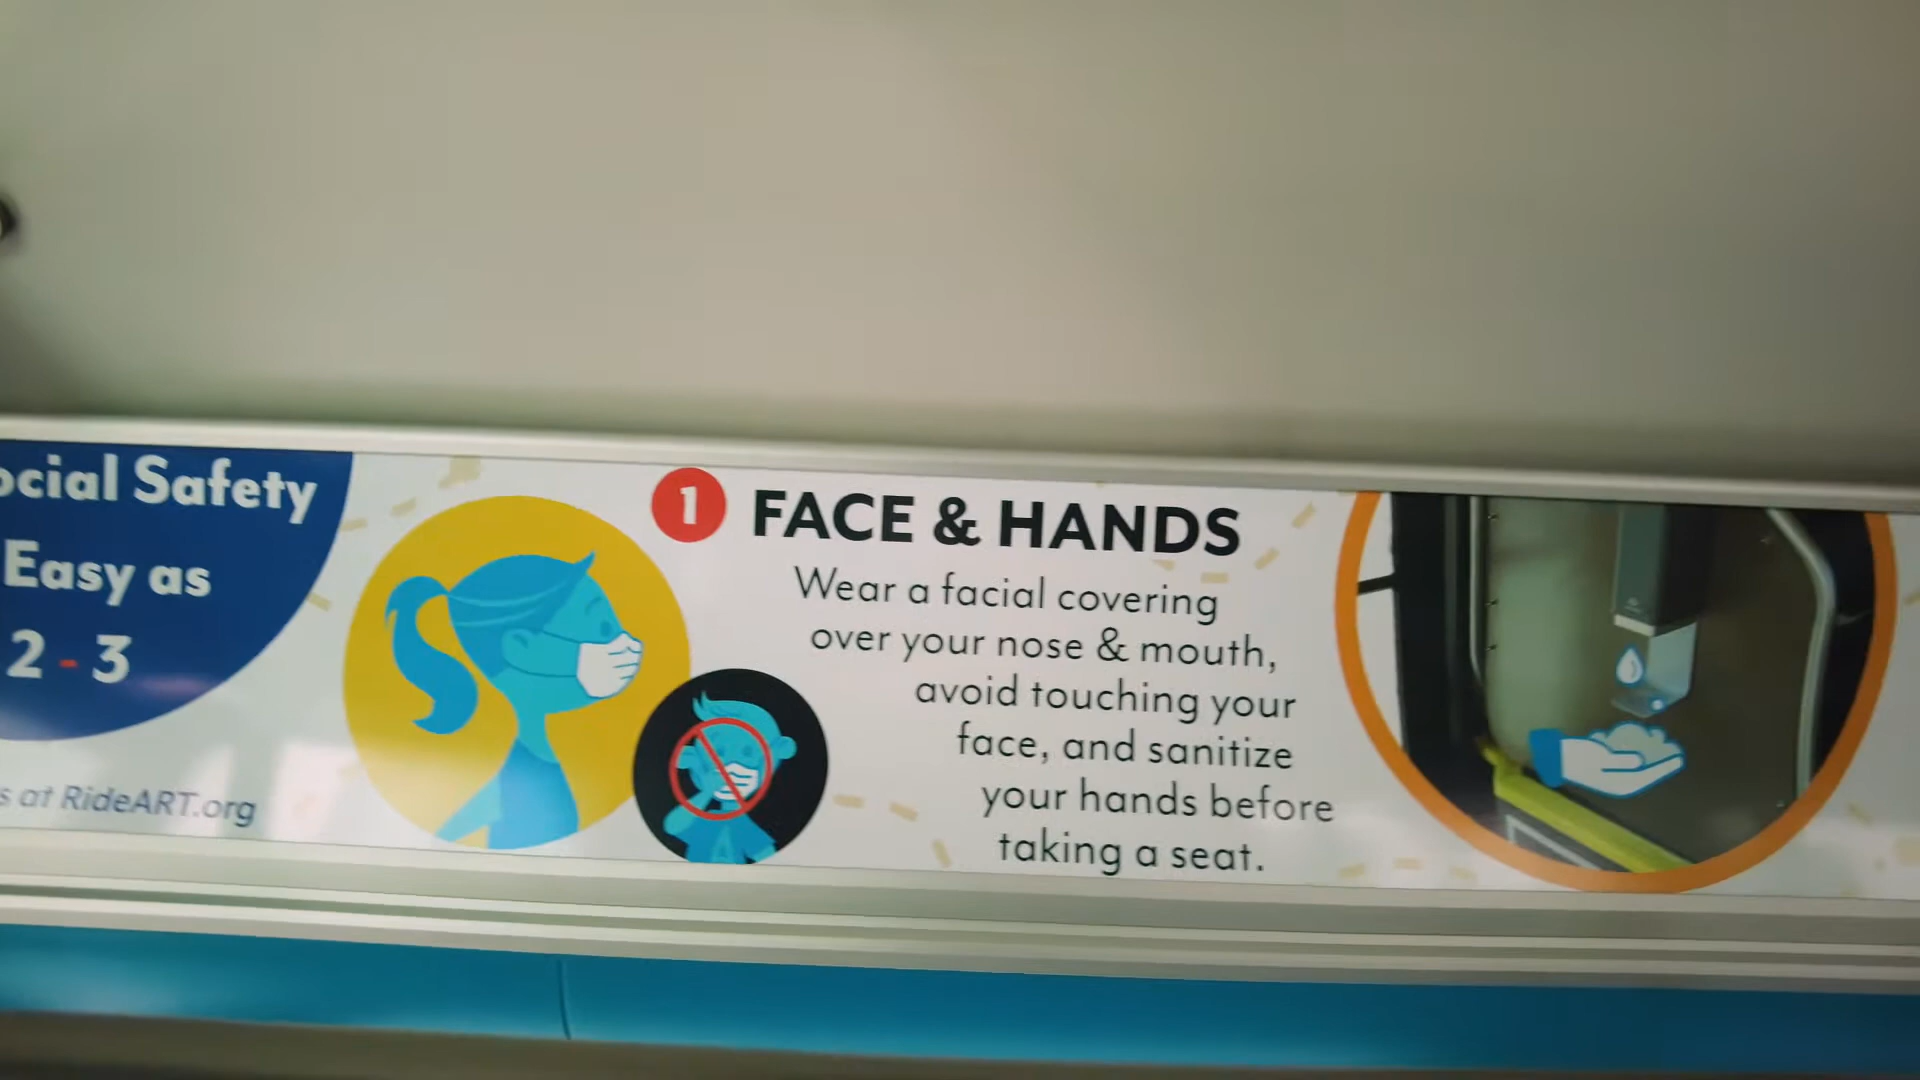 Safety
Easy as
2 - 3
at RideART.org
1 FACE & HANDS
Wear a facial covering
over your nose & mouth,
avoid touching your
face, and sanitize
your hands before
taking a seat.